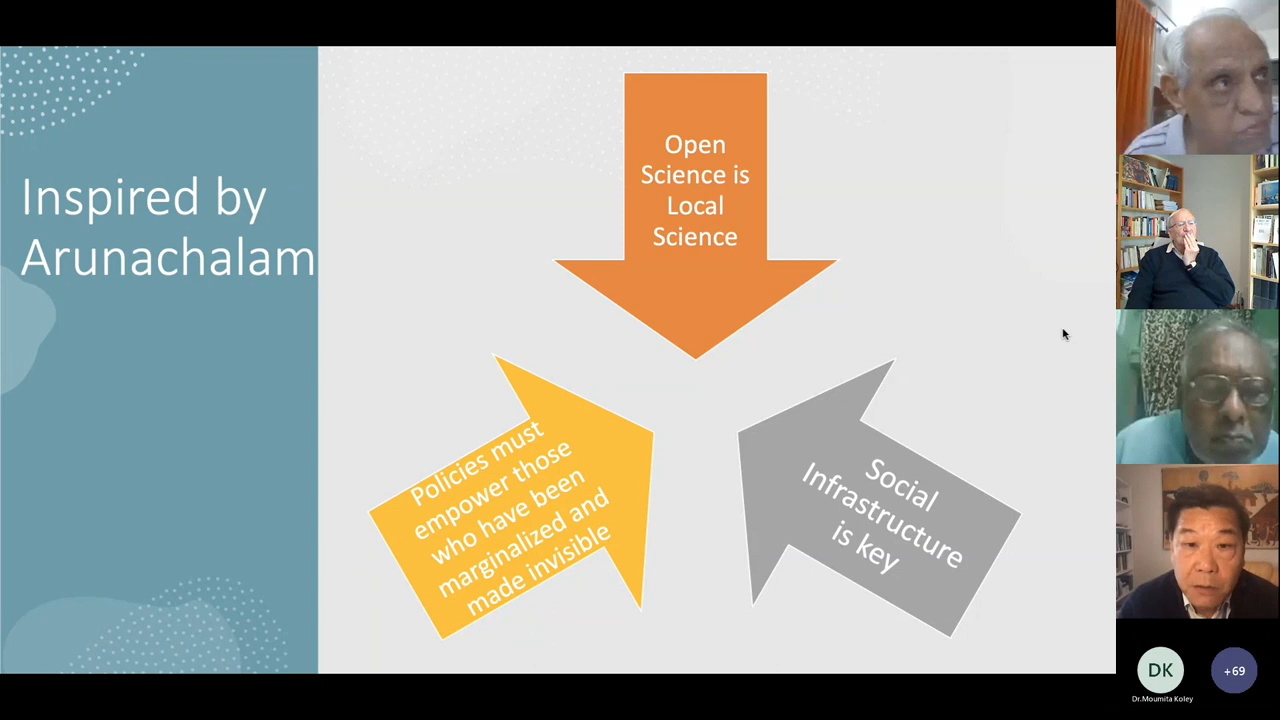 Inspired by
Arunachalam
Open
Science is
Local
Science
Policies must
empower those
who have been
marginalized and
made invisible
Social
Infrastructure
is key
DK
+69
Dr.Moumita Koley